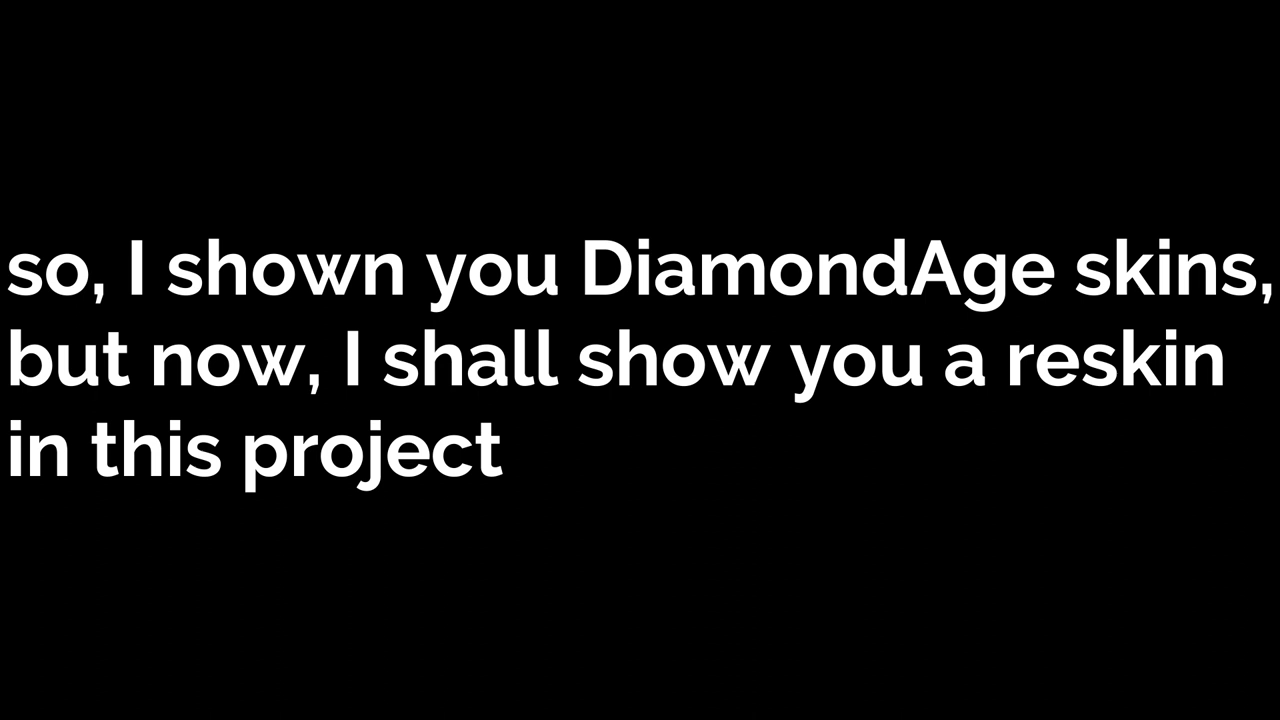 so, I shown you DiamondAge skins,
but now, I shall show you a reskin
in this project